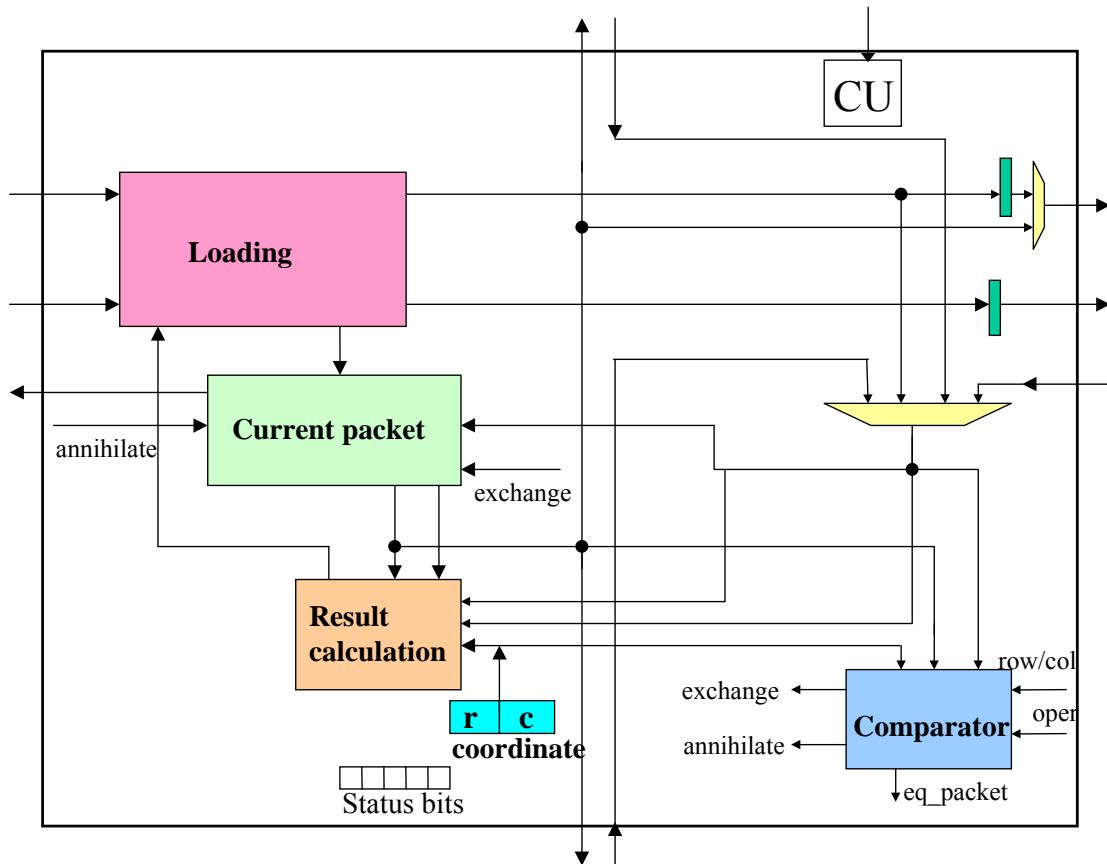 CU
Loading
Current packet
annihilate
exchange
Result
calculation
row/col
exchange
r c
oper
Comparator
annihilate
coordinate
eq_packet
Status bits